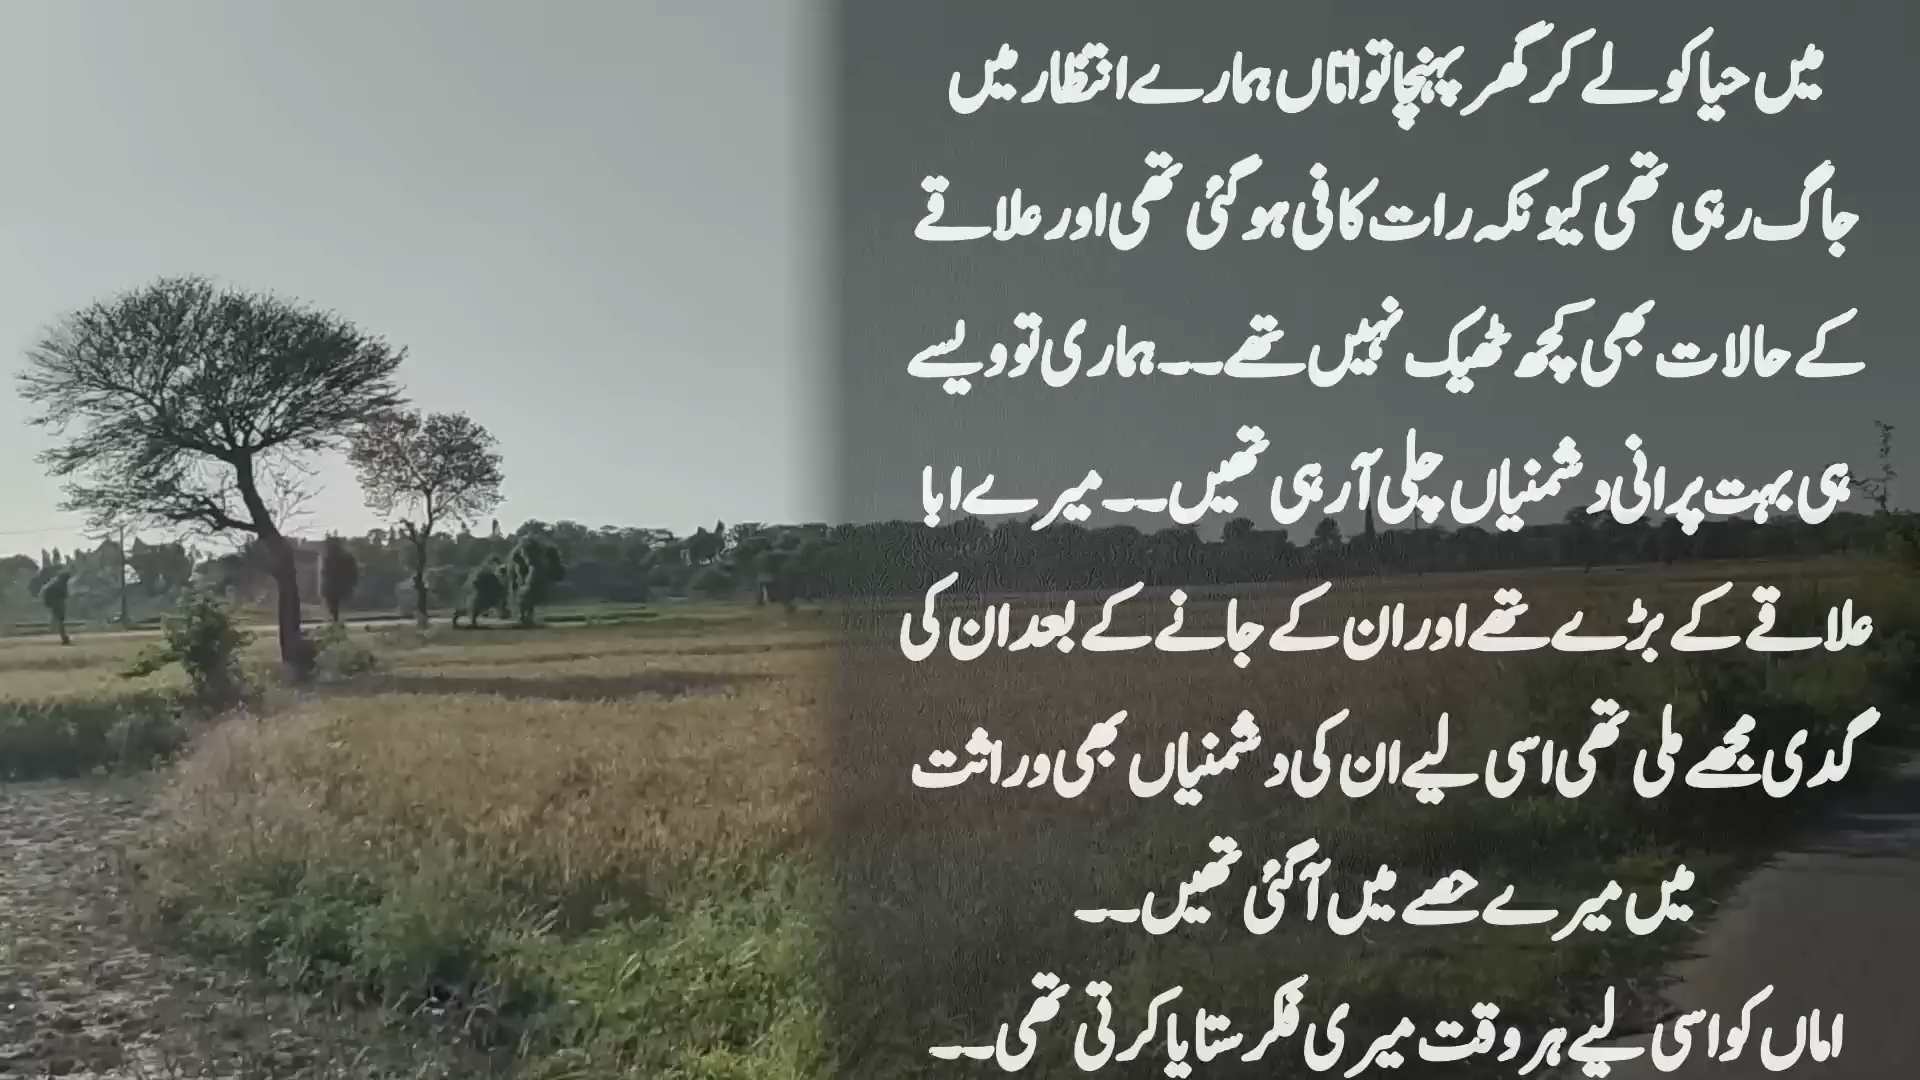 میں حیا کو لے کر گھر پہنچا تو اماں ہمارے انتظار میں
جاگ رہی تھی کیونکہ رات کافی ہو گئی تھی اور علاقے
کے حالات بھی کچھ ٹھیک نہیں تھے۔۔ہماری تو ویسے
ہی بہت پرانی دشمنیاں چلی آ رہی تھیں۔۔میرے ابا
علاقے کے بڑے تھے اور ان کے جانے کے بعد ان کی
گدی مجھے ملی تھی اسی لیے ان کی دشمنیاں بھی وراثت
میں میرے حصے میں آ گئی تھیں۔۔
اماں کو اسی لیے ہر وقت میری فکر ستایا کرتی تھی۔۔